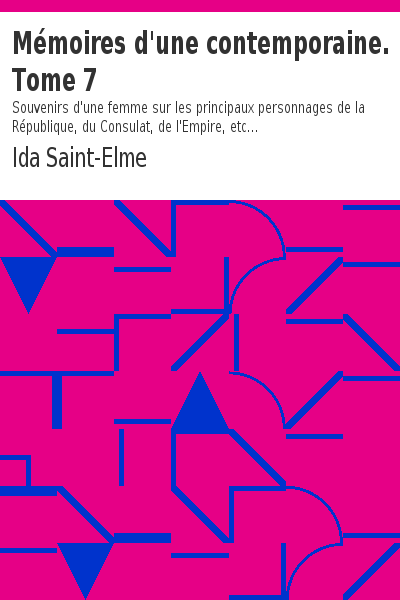 Mémoires d'une contemporaine.
Tome 7
Souvenirs d'une femme sur les principaux personnages de la
République, du Consulat, de l'Empire, etc...
Ida Saint-Elme